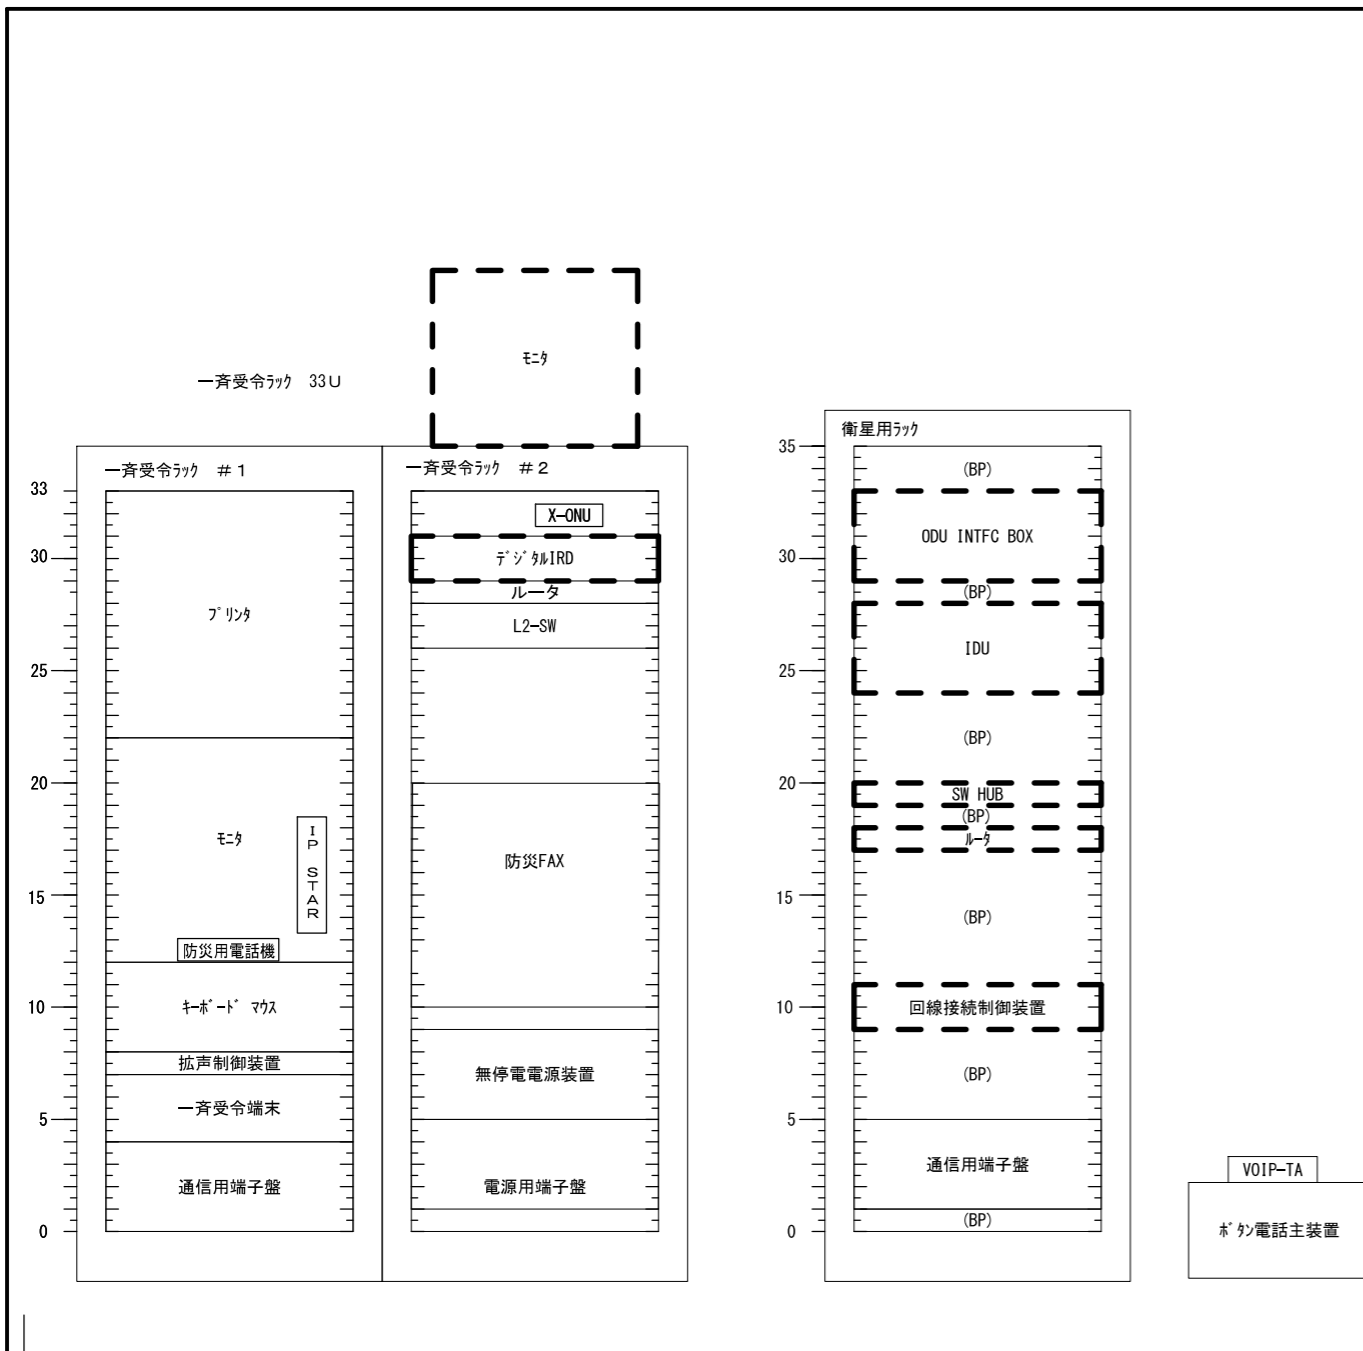 モニタ
一斉受令ラック 33U
一斉受令ラック #1
33
30
25
20
15
10
5
0
プリンタ
モニタ
IP STAR
防災用電話機
キーボード マウス
拡声制御装置
一斉受令端末
通信用端子盤
一斉受令ラック #2
X-ONU
デジタルIRD
ルータ
L2-SW
防災FAX
無停電電源装置
電源用端子盤
衛星用ラック
35
30
25
20
15
10
5
0
(BP)
ODU INTFC BOX
(BP)
IDU
(BP)
SW HUB
(BP)
ルータ
(BP)
回線接続制御装置
(BP)
通信用端子盤
(BP)
VOIP-TA
ボタン電話主装置